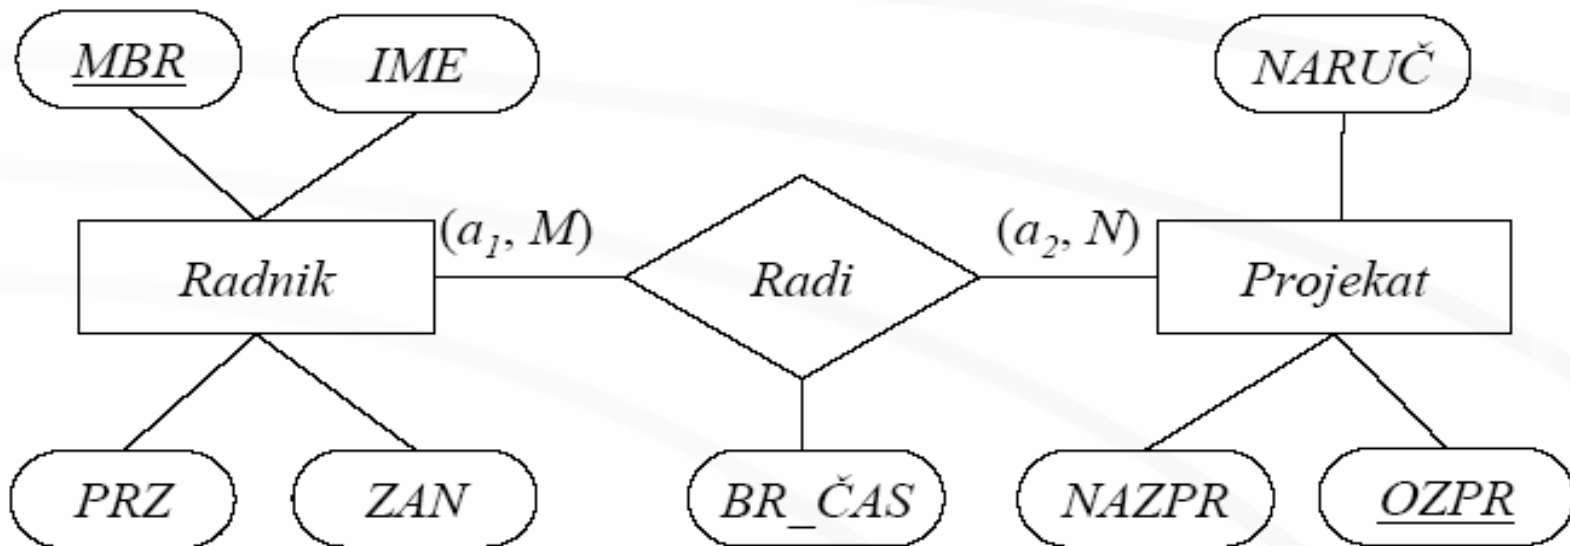 MBR IME NARUČ
(a₁, M) (a₂, N)
Radnik Radi Projekat
PRZ ZAN BR_ČAS NAZPR OZPR